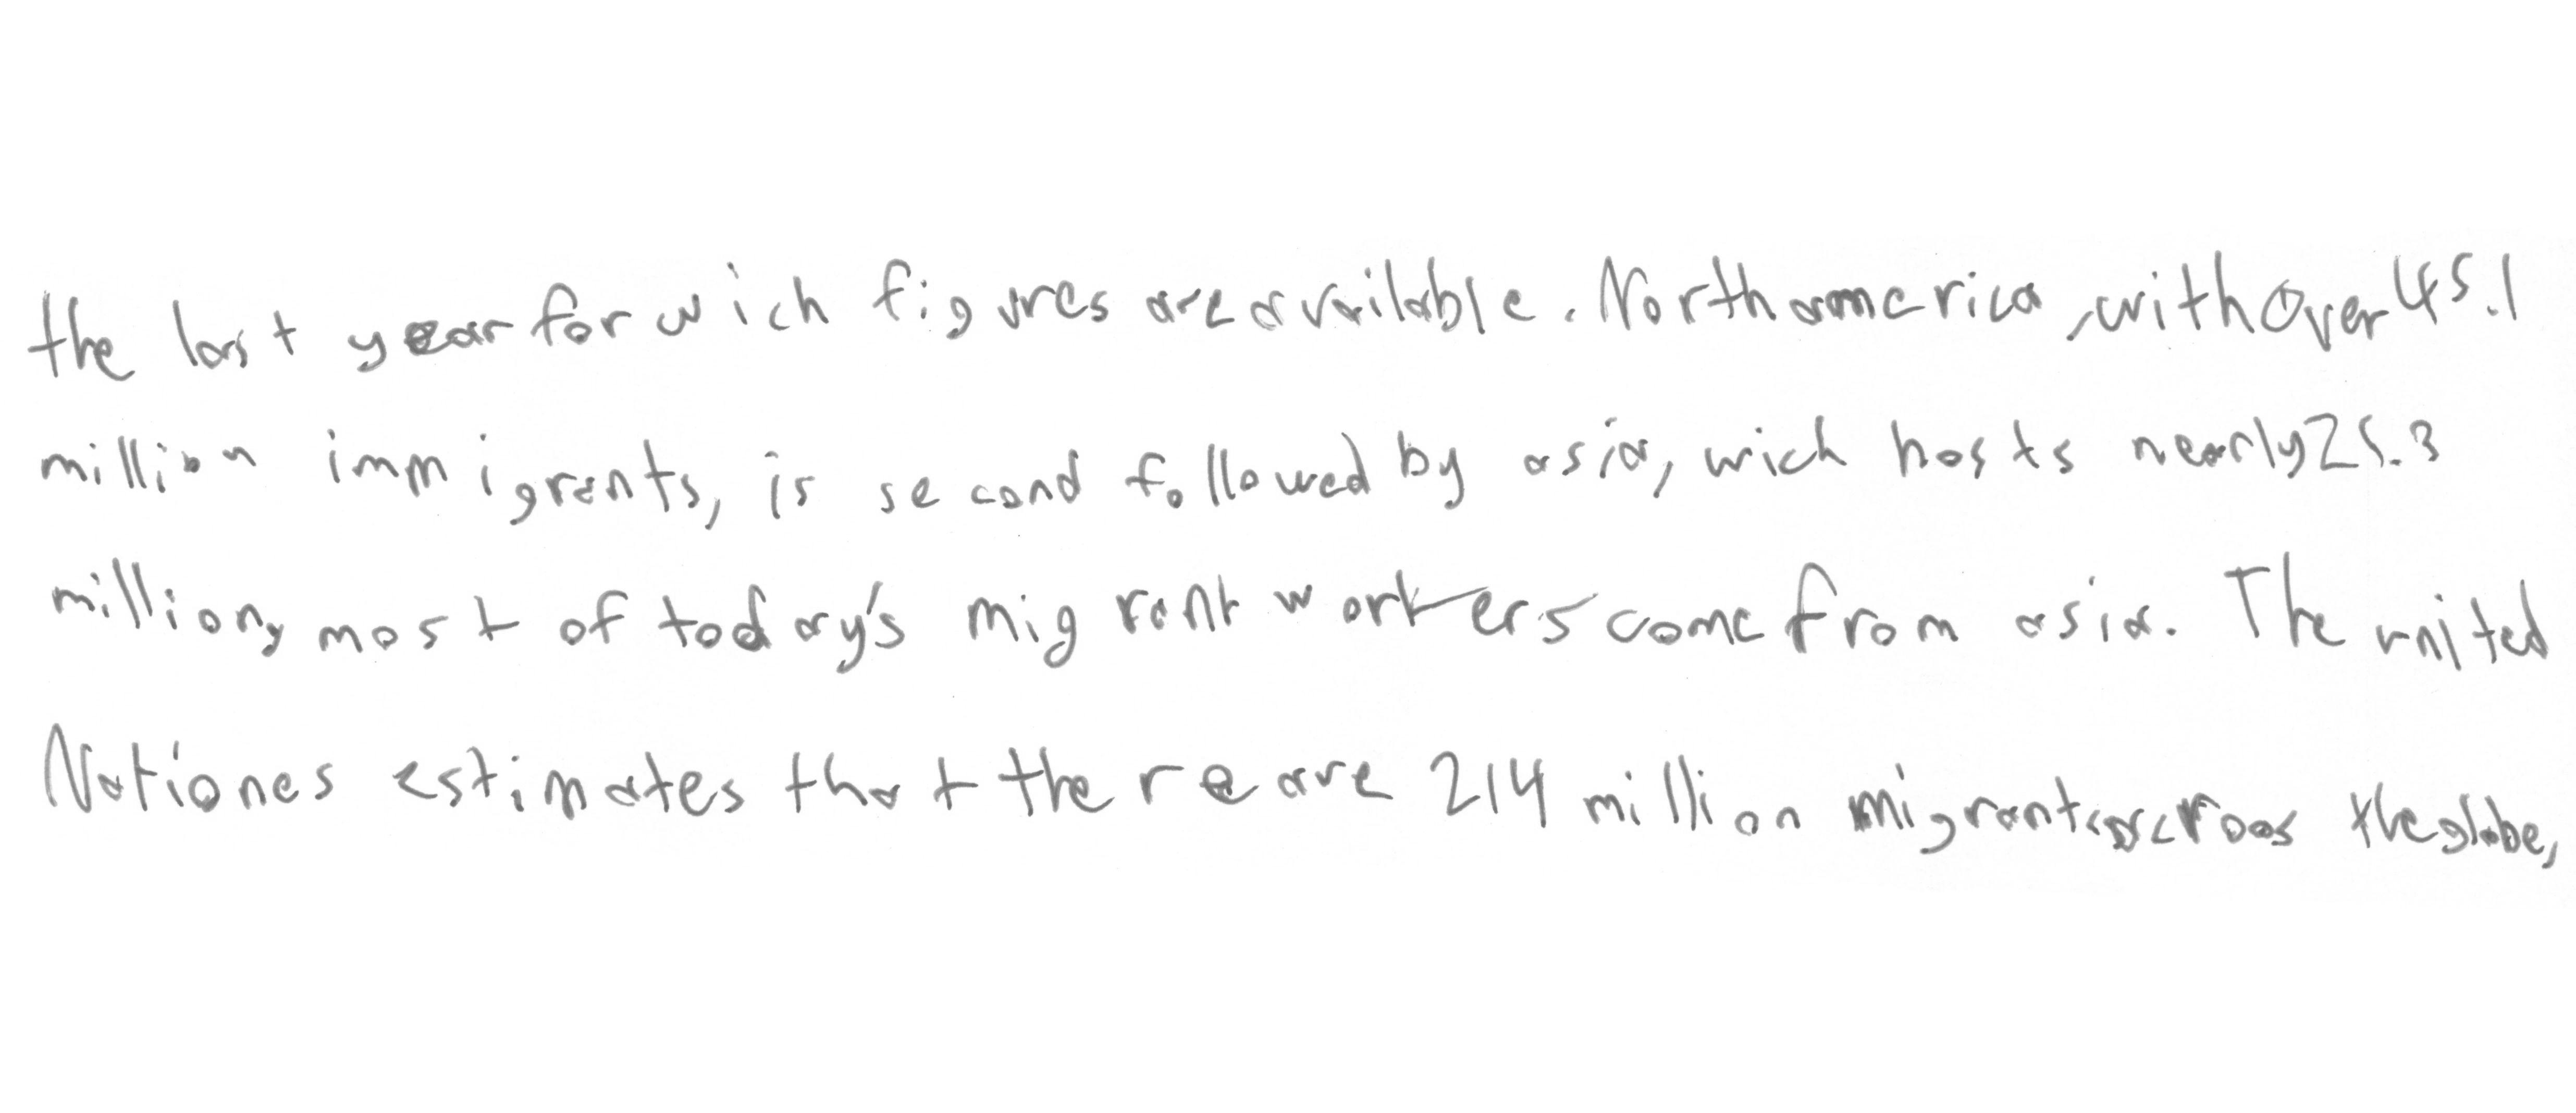 the last year for wich figures are available. North america, with over 45.1
million immigrants, is second followed by asia, wich hosts nearly 25.3
million, most of today's migrant workers come from asia. The united
Nationes estimates that there are 214 million migrants across the globe,